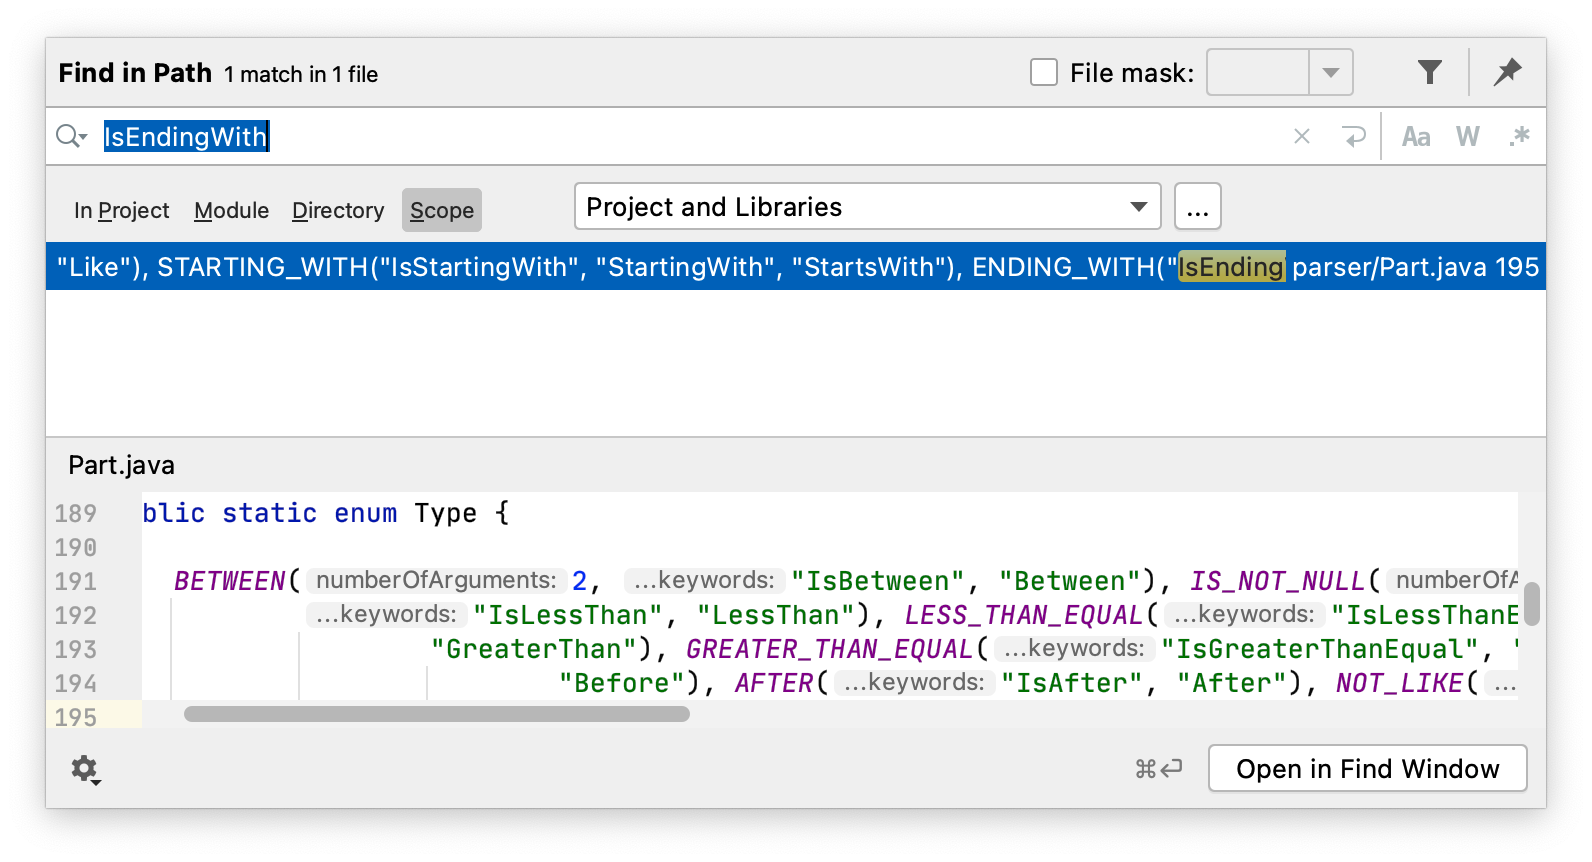 Find in Path 1 match in 1 file File mask:
IsEndingWith Aa W .*
In Project Module Directory Scope Project and Libraries ...
"Like"), STARTING_WITH("IsStartingWith", "StartingWith", "StartsWith"), ENDING_WITH("IsEnding parser/Part.java 195
Part.java
189 blic static enum Type {
190
191 BETWEEN( numberOfArguments: 2, ...keywords: "IsBetween", "Between"), IS_NOT_NULL( numberOfA
192 ...keywords: "IsLessThan", "LessThan"), LESS_THAN_EQUAL( ...keywords: "IsLessThanE
193 "GreaterThan"), GREATER_THAN_EQUAL( ...keywords: "IsGreaterThanEqual", "
194 "Before"), AFTER( ...keywords: "IsAfter", "After"), NOT_LIKE( ...
195
⌘↩ Open in Find Window